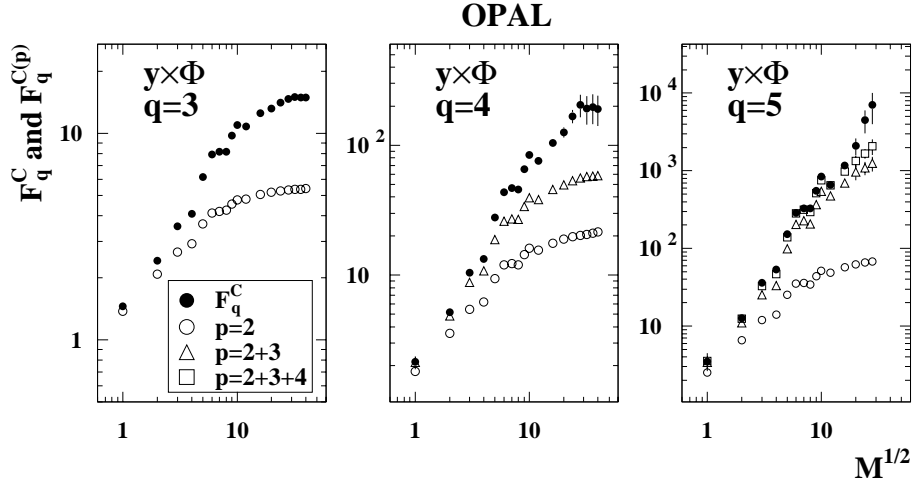 OPAL
F_q^C and F_q^C(p)
y×Φ
q=3
10
1
F_q^C
p=2
p=2+3
p=2+3+4
1
10
y×Φ
q=4
10^2
10
1
10
y×Φ
q=5
10^4
10^3
10^2
10
1
10
M^1/2